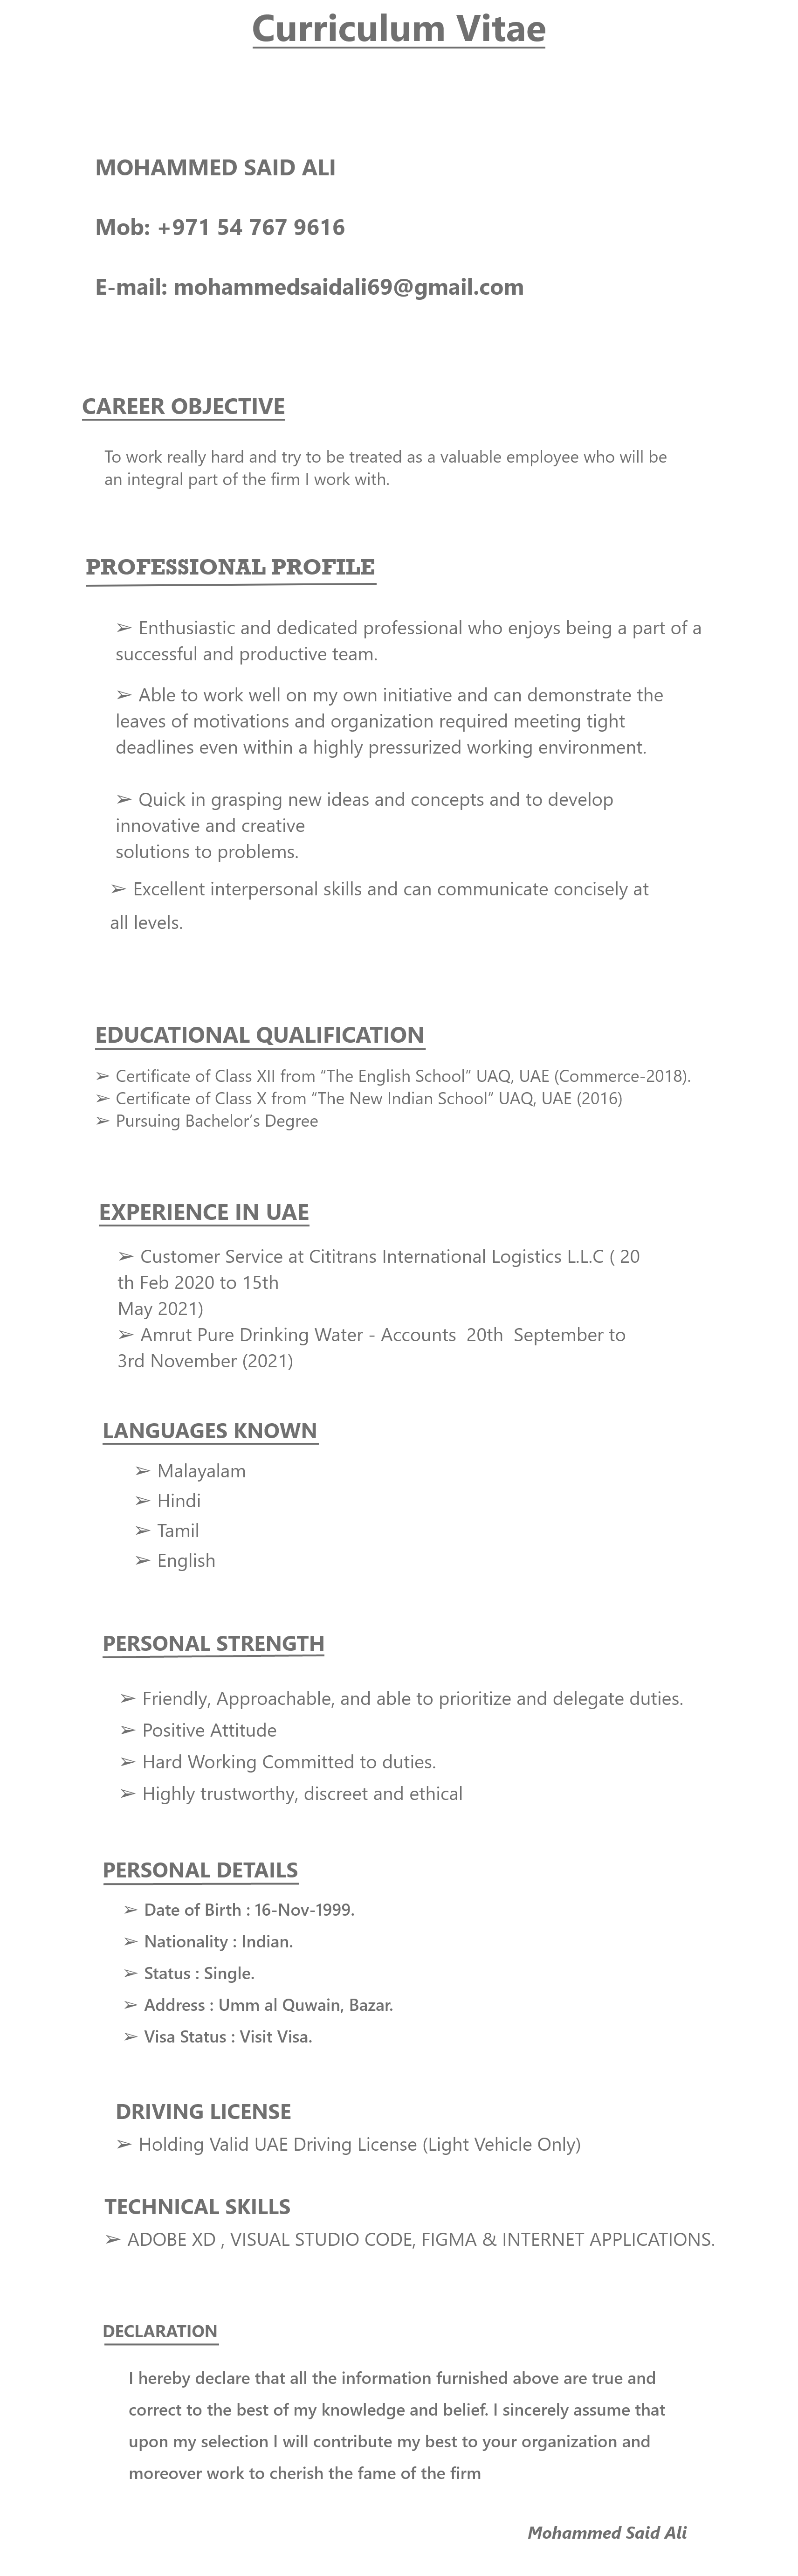 Curriculum Vitae
MOHAMMED SAID ALI
Mob: +971 54 767 9616
E-mail: mohammedsaidali69@gmail.com
CAREER OBJECTIVE
To work really hard and try to be treated as a valuable employee who will be
an integral part of the firm I work with.
PROFESSIONAL PROFILE
➢ Enthusiastic and dedicated professional who enjoys being a part of a
successful and productive team.
➢ Able to work well on my own initiative and can demonstrate the
leaves of motivations and organization required meeting tight
deadlines even within a highly pressurized working environment.
➢ Quick in grasping new ideas and concepts and to develop
innovative and creative
solutions to problems.
➢ Excellent interpersonal skills and can communicate concisely at
all levels.
EDUCATIONAL QUALIFICATION
➢ Certificate of Class XII from “The English School” UAQ, UAE (Commerce-2018).
➢ Certificate of Class X from “The New Indian School” UAQ, UAE (2016)
➢ Pursuing Bachelor’s Degree
EXPERIENCE IN UAE
➢ Customer Service at Cititrans International Logistics L.L.C ( 20
th Feb 2020 to 15th
May 2021)
➢ Amrut Pure Drinking Water - Accounts  20th  September to
3rd November (2021)
LANGUAGES KNOWN
➢ Malayalam
➢ Hindi
➢ Tamil
➢ English
PERSONAL STRENGTH
➢ Friendly, Approachable, and able to prioritize and delegate duties.
➢ Positive Attitude
➢ Hard Working Committed to duties.
➢ Highly trustworthy, discreet and ethical
PERSONAL DETAILS
➢ Date of Birth : 16-Nov-1999.
➢ Nationality : Indian.
➢ Status : Single.
➢ Address : Umm al Quwain, Bazar.
➢ Visa Status : Visit Visa.
DRIVING LICENSE
➢ Holding Valid UAE Driving License (Light Vehicle Only)
TECHNICAL SKILLS
➢ ADOBE XD , VISUAL STUDIO CODE, FIGMA & INTERNET APPLICATIONS.
DECLARATION
I hereby declare that all the information furnished above are true and
correct to the best of my knowledge and belief. I sincerely assume that
upon my selection I will contribute my best to your organization and
moreover work to cherish the fame of the firm
Mohammed Said Ali